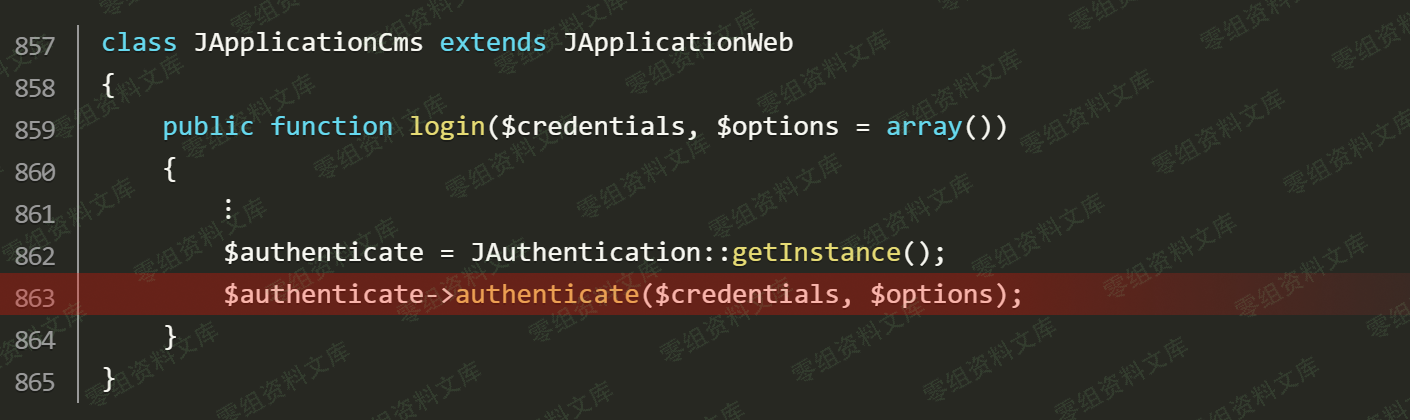 857 class JApplicationCms extends JApplicationWeb
858 {
859 public function login($credentials, $options = array())
860 {
861 ⋮
862 $authenticate = JAuthentication::getInstance();
863 $authenticate->authenticate($credentials, $options);
864 }
865 }
零组资料文库